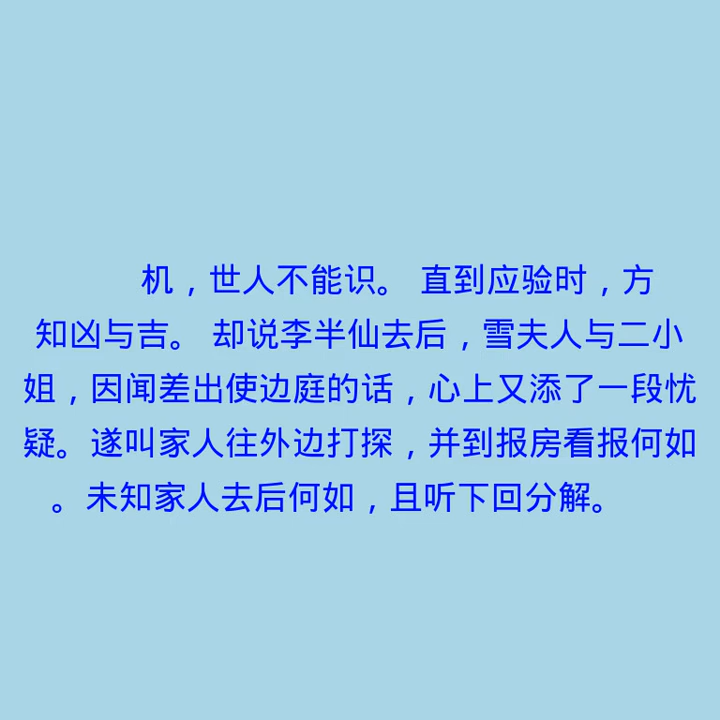 机，世人不能识。 直到应验时，方
知凶与吉。 却说李半仙去后，雪夫人与二小
姐，因闻差出使边庭的话，心上又添了一段忧
疑。遂叫家人往外边打探，并到报房看报何如
。未知家人去后何如，且听下回分解。